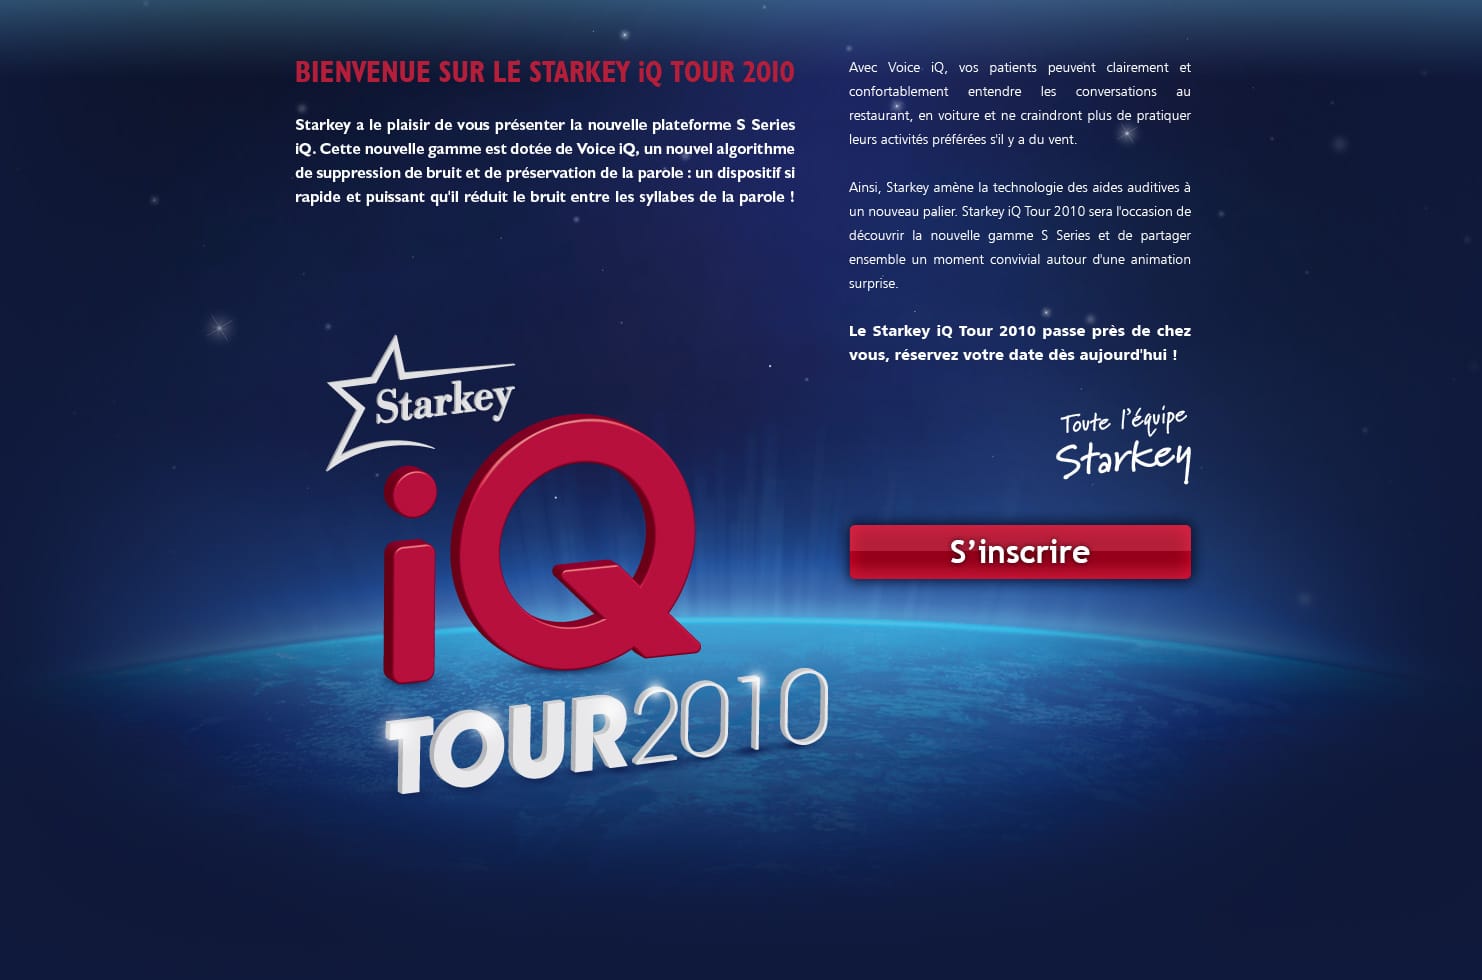 BIENVENUE SUR LE STARKEY iQ TOUR 2010
Starkey a le plaisir de vous présenter la nouvelle plateforme S Series
iQ. Cette nouvelle gamme est dotée de Voice iQ, un nouvel algorithme
de suppression de bruit et de préservation de la parole : un dispositif si
rapide et puissant qu'il réduit le bruit entre les syllabes de la parole !
Avec Voice iQ, vos patients peuvent clairement et
confortablement entendre les conversations au
restaurant, en voiture et ne craindront plus de pratiquer
leurs activités préférées s'il y a du vent.
Ainsi, Starkey amène la technologie des aides auditives à
un nouveau palier. Starkey iQ Tour 2010 sera l'occasion de
découvrir la nouvelle gamme S Series et de partager
ensemble un moment convivial autour d'une animation
surprise.
Le Starkey iQ Tour 2010 passe près de chez
vous, réservez votre date dès aujourd'hui !
Toute l'équipe
Starkey
S'inscrire
Starkey
iQ
TOUR2010